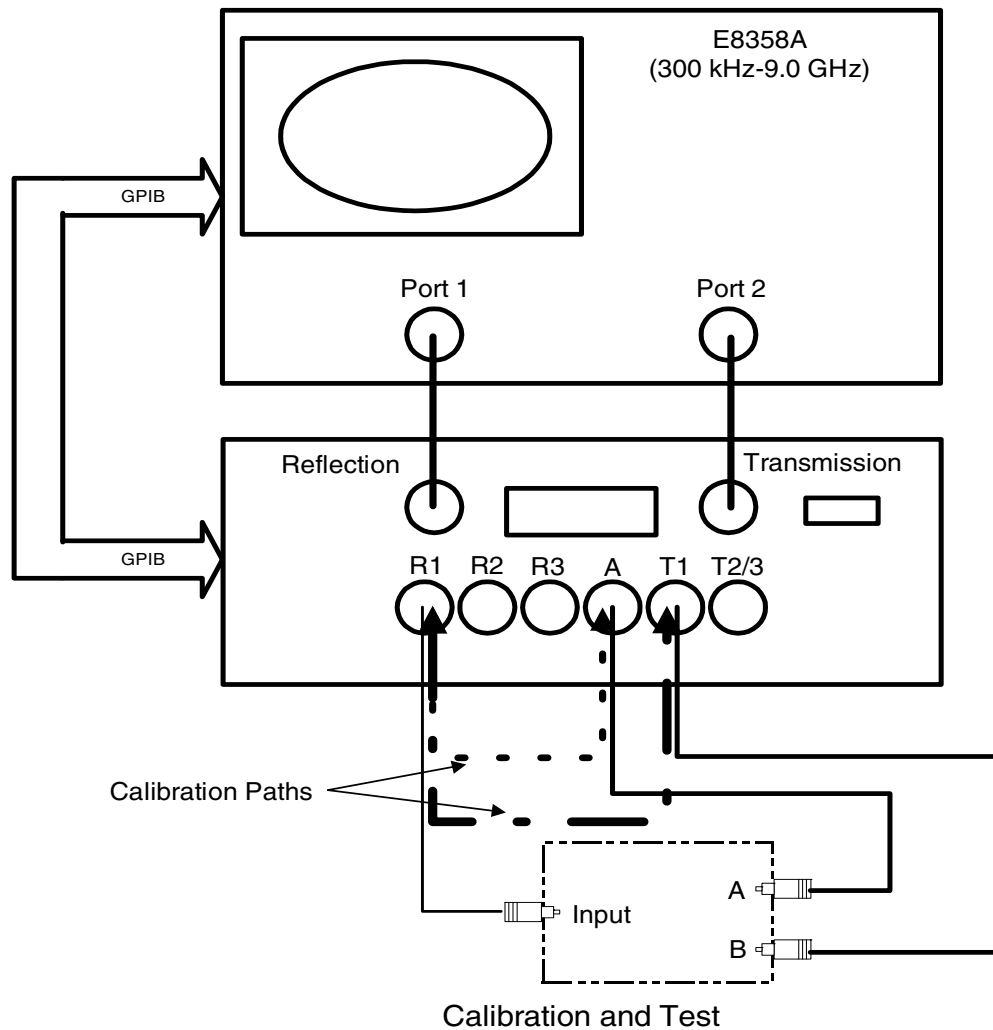 E8358A
(300 kHz-9.0 GHz)
GPIB
Port 1
Port 2
Reflection
Transmission
GPIB
R1
R2
R3
A
T1
T2/3
Calibration Paths
A
Input
B
Calibration and Test